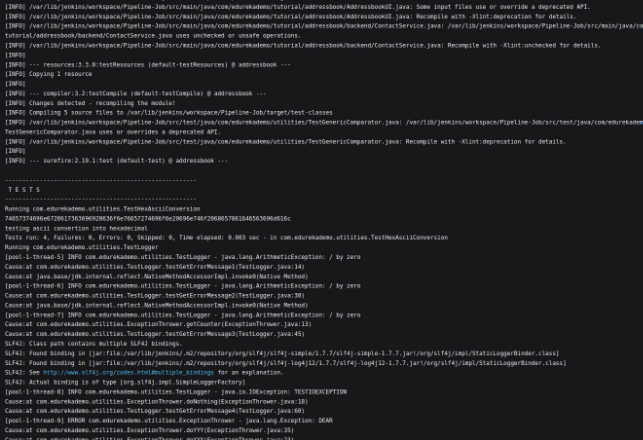 [INFO] /var/lib/jenkins/workspace/Pipeline-Job/src/main/java/com/edurekademo/tutorial/addressbook/AddressbookUI.java: Some input files use or override a deprecated API.
[INFO] /var/lib/jenkins/workspace/Pipeline-Job/src/main/java/com/edurekademo/tutorial/addressbook/AddressbookUI.java: Recompile with -Xlint:deprecation for details.
[INFO] /var/lib/jenkins/workspace/Pipeline-Job/src/main/java/com/edurekademo/tutorial/addressbook/backend/ContactService.java: /var/lib/jenkins/workspace/Pipeline-Job/src/main/java/co
tutorial/addressbook/backend/ContactService.java uses unchecked or unsafe operations.
[INFO] /var/lib/jenkins/workspace/Pipeline-Job/src/main/java/com/edurekademo/tutorial/addressbook/backend/ContactService.java: Recompile with -Xlint:unchecked for details.
[INFO]
[INFO] --- resources:3.3.0:testResources (default-testResources) @ addressbook ---
[INFO] Copying 1 resource
[INFO]
[INFO] --- compiler:3.2:testCompile (default-testCompile) @ addressbook ---
[INFO] Changes detected - recompiling the module!
[INFO] Compiling 5 source files to /var/lib/jenkins/workspace/Pipeline-Job/target/test-classes
[INFO] /var/lib/jenkins/workspace/Pipeline-Job/src/test/java/com/edurekademo/utilities/TestGenericComparator.java: /var/lib/jenkins/workspace/Pipeline-Job/src/test/java/com/edurekadem
TestGenericComparator.java uses or overrides a deprecated API.
[INFO] /var/lib/jenkins/workspace/Pipeline-Job/src/test/java/com/edurekademo/utilities/TestGenericComparator.java: Recompile with -Xlint:deprecation for details.
[INFO]
[INFO] --- surefire:2.19.1:test (default-test) @ addressbook ---
-------------------------------------------------------
T E S T S
-------------------------------------------------------
Running com.edurekademo.utilities.TestHexAsciiConversion
testing ascii convertion into hexadecimal
Tests run: 4, Failures: 0, Errors: 0, Skipped: 0, Time elapsed: 0.003 sec - in com.edurekademo.utilities.TestHexAsciiConversion
Running com.edurekademo.utilities.TestLogger
[pool-1-thread-5] INFO com.edurekademo.utilities.TestLogger - java.lang.ArithmeticException: / by zero
Cause:at com.edurekademo.utilities.TestLogger.testGetErrorMessage1(TestLogger.java:14)
Cause:at java.base/jdk.internal.reflect.NativeMethodAccessorImpl.invoke0(Native Method)
[pool-1-thread-6] INFO com.edurekademo.utilities.TestLogger - java.lang.ArithmeticException: / by zero
Cause:at com.edurekademo.utilities.TestLogger.testGetErrorMessage2(TestLogger.java:30)
Cause:at java.base/jdk.internal.reflect.NativeMethodAccessorImpl.invoke0(Native Method)
[pool-1-thread-7] INFO com.edurekademo.utilities.TestLogger - java.lang.ArithmeticException: / by zero
Cause:at com.edurekademo.utilities.ExceptionThrower.getCounter(ExceptionThrower.java:13)
Cause:at com.edurekademo.utilities.TestLogger.testGetErrorMessage3(TestLogger.java:45)
SLF4J: Class path contains multiple SLF4J bindings.
SLF4J: Found binding in [jar:file:/var/lib/jenkins/.m2/repository/org/slf4j/slf4j-simple/1.7.7/slf4j-simple-1.7.7.jar!/org/slf4j/impl/StaticLoggerBinder.class]
SLF4J: Found binding in [jar:file:/var/lib/jenkins/.m2/repository/org/slf4j/slf4j-log4j12/1.7.7/slf4j-log4j12-1.7.7.jar!/org/slf4j/impl/StaticLoggerBinder.class]
SLF4J: See http://www.slf4j.org/codes.html#multiple_bindings for an explanation.
SLF4J: Actual binding is of type [org.slf4j.impl.SimpleLoggerFactory]
[pool-1-thread-8] INFO com.edurekademo.utilities.TestLogger - java.io.IOException: TESTIOEXCEPTION
Cause:at com.edurekademo.utilities.ExceptionThrower.doNothing(ExceptionThrower.java:18)
Cause:at com.edurekademo.utilities.TestLogger.testGetErrorMessage4(TestLogger.java:60)
[pool-1-thread-9] ERROR com.edurekademo.utilities.ExceptionThrower - java.lang.Exception: DEAR
Cause:at com.edurekademo.utilities.ExceptionThrower.doYYY(ExceptionThrower.java:35)